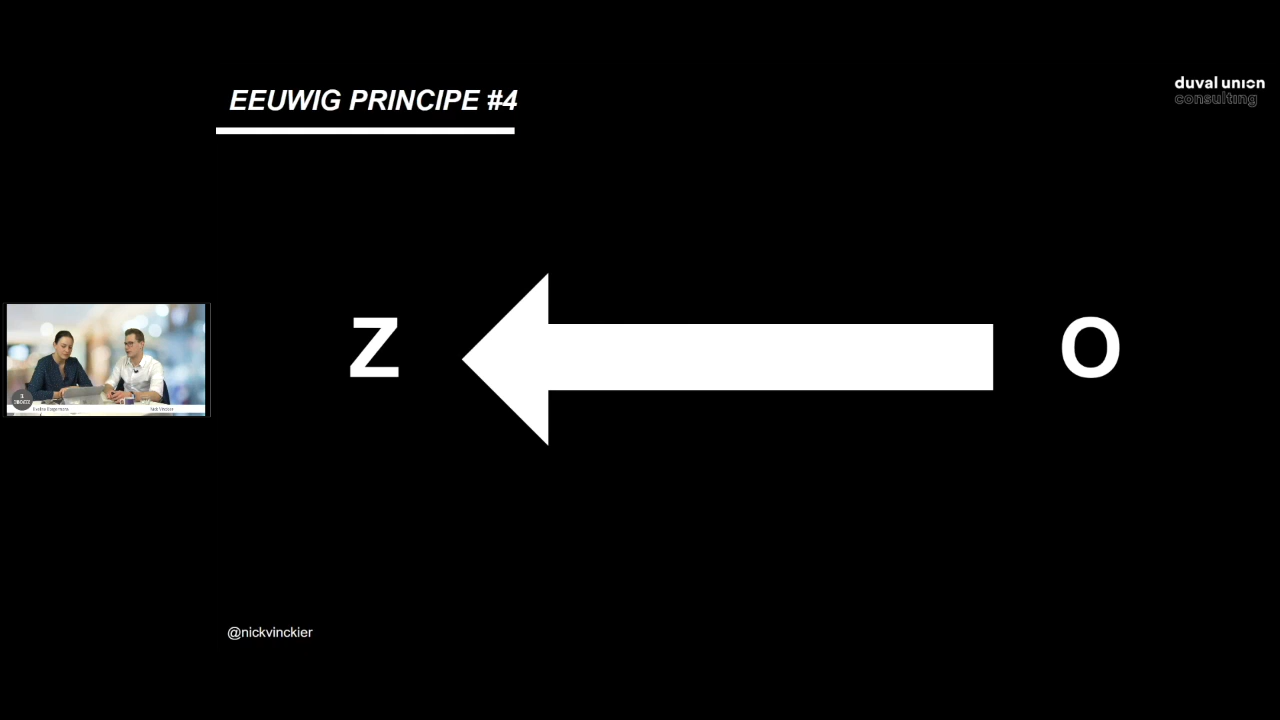 EEUWIG PRINCIPE #4
duval union
consulting
Z
O
@nickvinckier